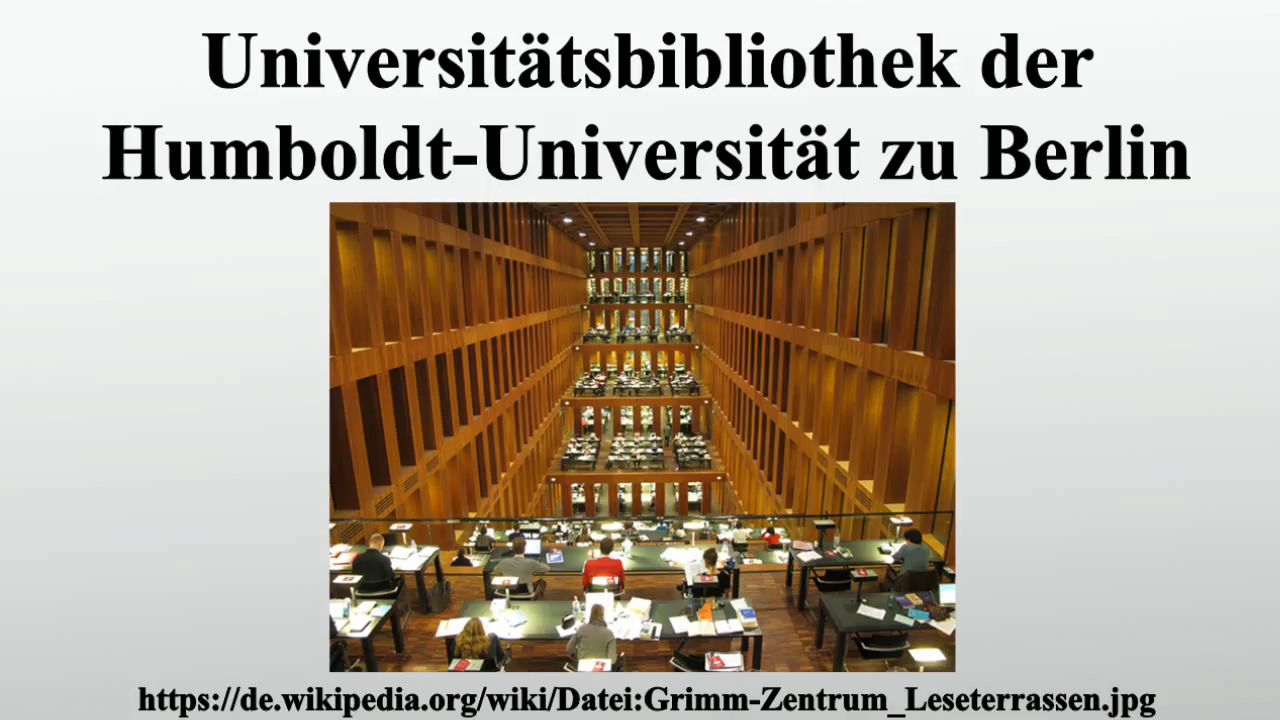 Universitätsbibliothek der
Humboldt-Universität zu Berlin
https://de.wikipedia.org/wiki/Datei:Grimm-Zentrum_Leseterrassen.jpg